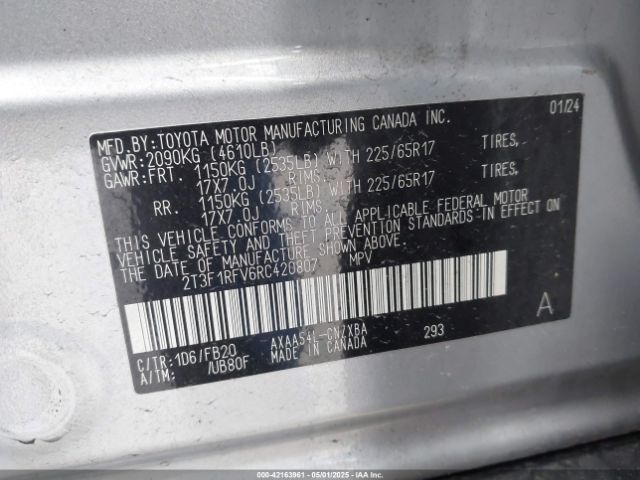 MFD.BY:TOYOTA MOTOR MANUFACTURING CANADA INC. 01/24
GVWR:2090KG (4610LB)
GAWR:FRT. 1150KG (2535LB) WITH 225/65R17 TIRES,
17X7.0J RIMS,
RR. 1150KG (2535LB) WITH 225/65R17 TIRES,
17X7.0J RIMS,
THIS VEHICLE CONFORMS TO ALL APPLICABLE FEDERAL MOTOR
VEHICLE SAFETY AND THEFT PREVENTION STANDARDS IN EFFECT ON
THE DATE OF MANUFACTURE SHOWN ABOVE.
2T3F1RFV6RC420807 MPV
A
C/TR:1D6/FB20 AXAA54L-CNZXBA 293
A/TM: /UB80F MADE IN CANADA
000-42163961 - 05/01/2025 - COPYRIGHT IAA